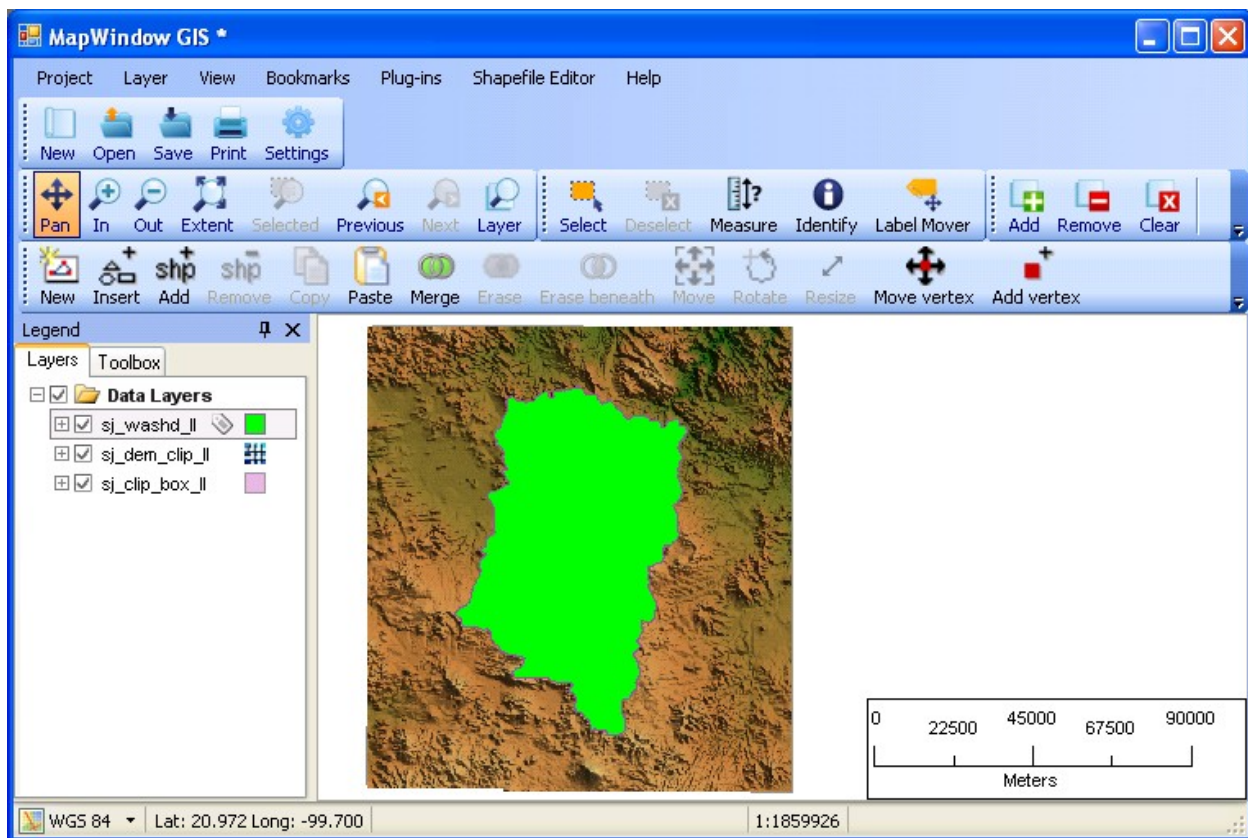 MapWindow GIS *
Project Layer View Bookmarks Plug-ins Shapefile Editor Help
New Open Save Print Settings
Pan In Out Extent Selected Previous Next Layer Select Deselect Measure Identify Label Mover Add Remove Clear
shp shp
New Insert Add Remove Copy Paste Merge Erase Erase beneath Move Rotate Resize Move vertex Add vertex
Legend
Layers Toolbox
Data Layers
sj_washd_ll
sj_dem_clip_ll
sj_clip_box_ll
0 22500 45000 67500 90000
Meters
WGS 84 Lat: 20.972 Long: -99.700 1:1859926